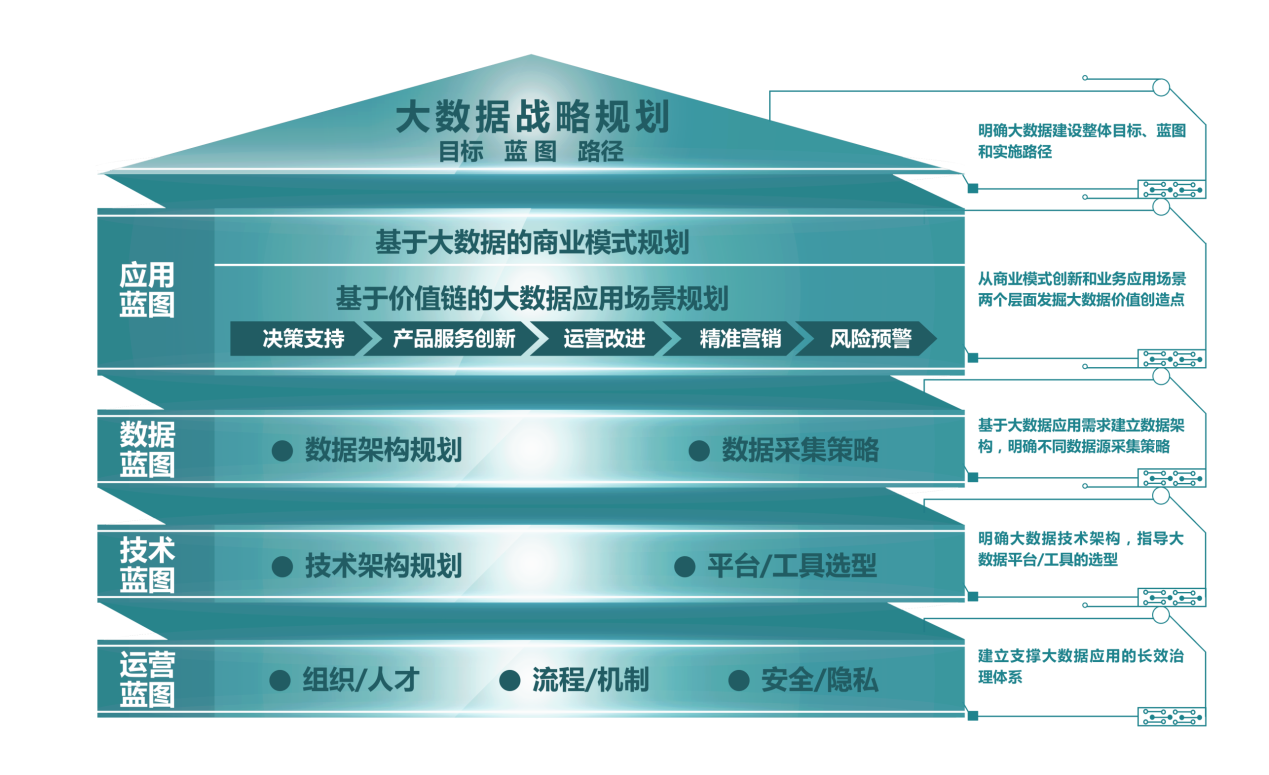 大数据战略规划
目标 蓝图 路径
明确大数据建设整体目标、蓝图
和实施路径
应用
蓝图
基于大数据的商业模式规划
基于价值链的大数据应用场景规划
决策支持 产品服务创新 运营改进 精准营销 风险预警
从商业模式创新和业务应用场景
两个层面发掘大数据价值创造点
数据
蓝图
● 数据架构规划 ● 数据采集策略
基于大数据应用需求建立数据架
构，明确不同数据源采集策略
技术
蓝图
● 技术架构规划 ● 平台/工具选型
明确大数据技术架构，指导大
数据平台/工具的选型
运营
蓝图
● 组织/人才 ● 流程/机制 ● 安全/隐私
建立支撑大数据应用的长效治
理体系